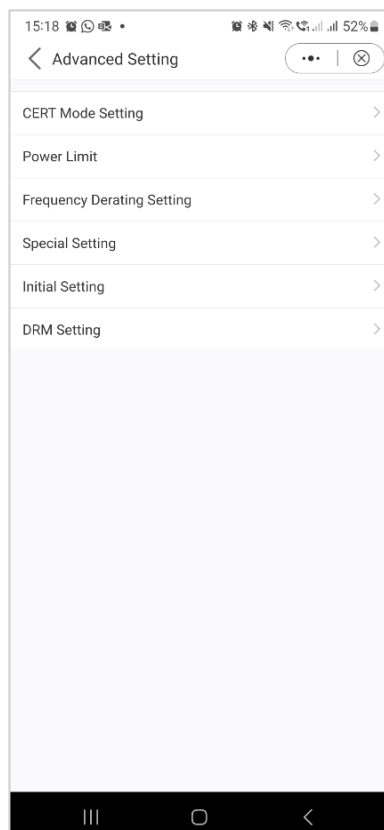 15:18 52%
Advanced Setting
CERT Mode Setting
Power Limit
Frequency Derating Setting
Special Setting
Initial Setting
DRM Setting